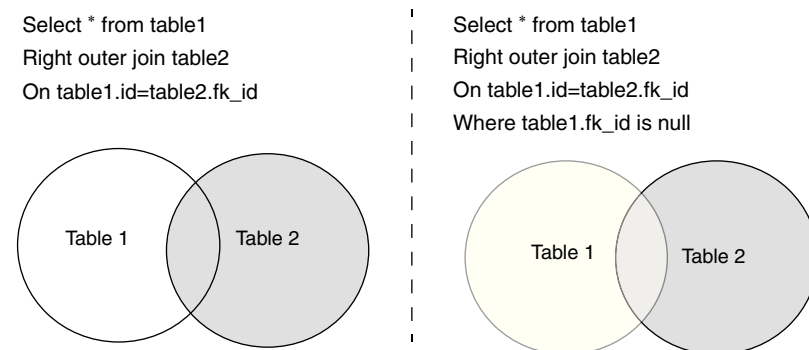 Select * from table1
Right outer join table2
On table1.id=table2.fk_id
Table 1
Table 2
Select * from table1
Right outer join table2
On table1.id=table2.fk_id
Where table1.fk_id is null
Table 1
Table 2